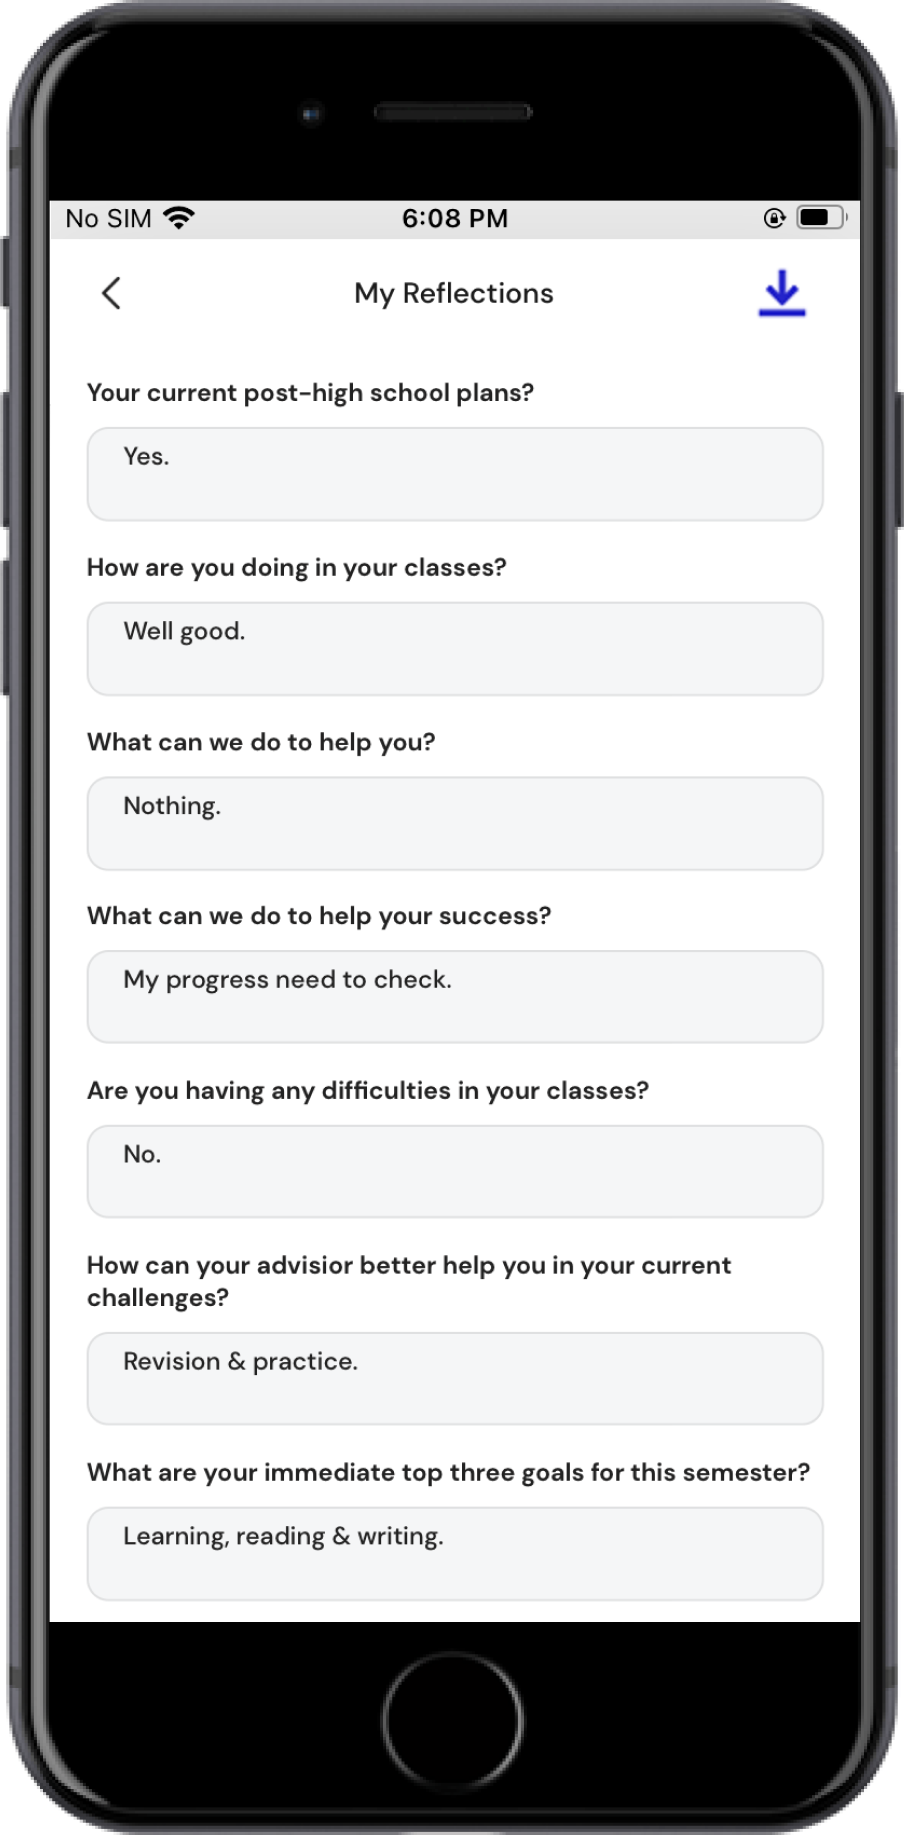 No SIM 6:08 PM
My Reflections
Your current post-high school plans?
Yes.
How are you doing in your classes?
Well good.
What can we do to help you?
Nothing.
What can we do to help your success?
My progress need to check.
Are you having any difficulties in your classes?
No.
How can your advisior better help you in your current
challenges?
Revision & practice.
What are your immediate top three goals for this semester?
Learning, reading & writing.